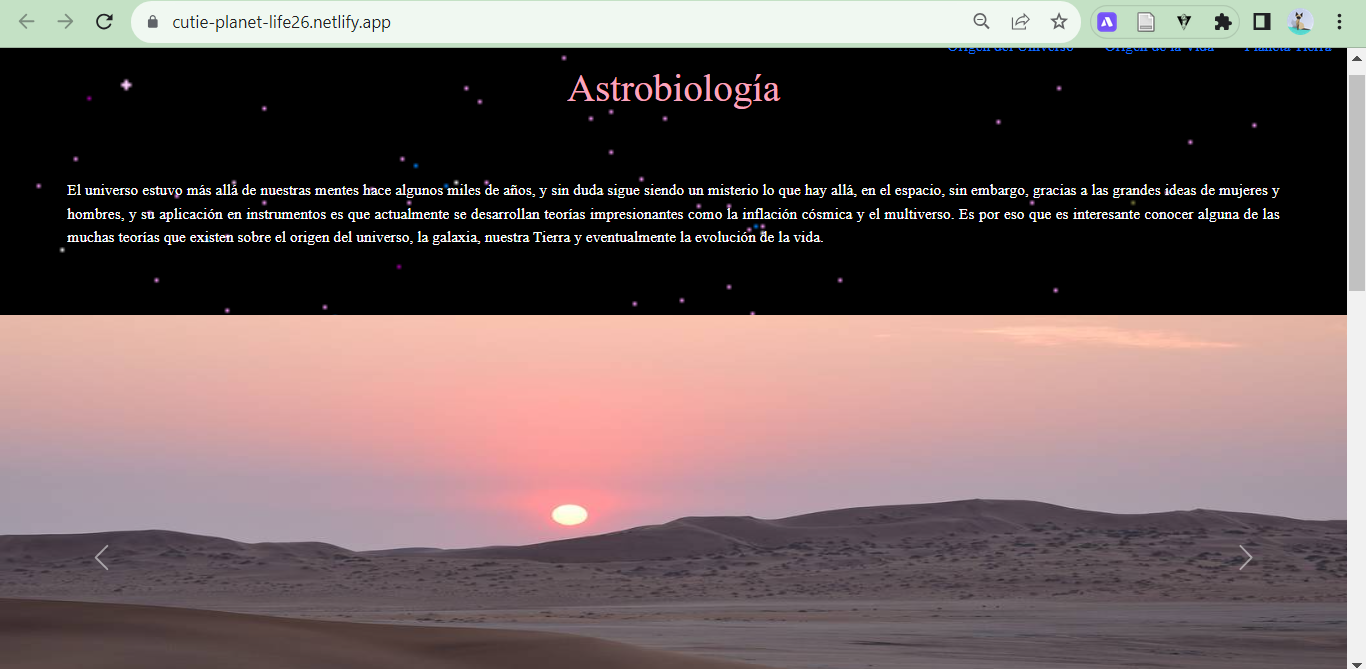 cutie-planet-life26.netlify.app
Origen del Universo Origen de la Vida Planeta Tierra
Astrobiología
El universo estuvo más allá de nuestras mentes hace algunos miles de años, y sin duda sigue siendo un misterio lo que hay allá, en el espacio, sin embargo, gracias a las grandes ideas de mujeres y
hombres, y su aplicación en instrumentos es que actualmente se desarrollan teorías impresionantes como la inflación cósmica y el multiverso. Es por eso que es interesante conocer alguna de las
muchas teorías que existen sobre el origen del universo, la galaxia, nuestra Tierra y eventualmente la evolución de la vida.